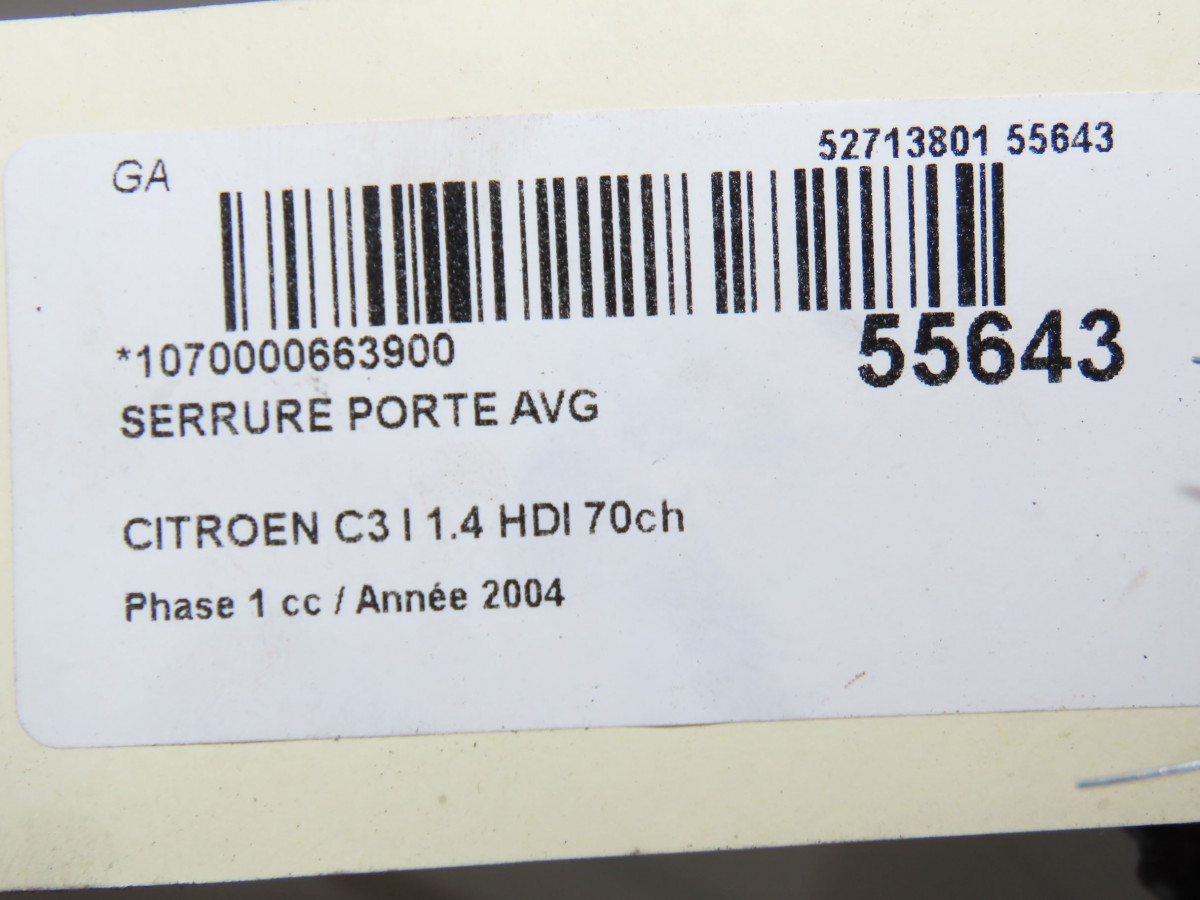 GA
52713801 55643
*1070000663900
55643
SERRURE PORTE AVG
CITROEN C3 I 1.4 HDI 70ch
Phase 1 cc / Année 2004